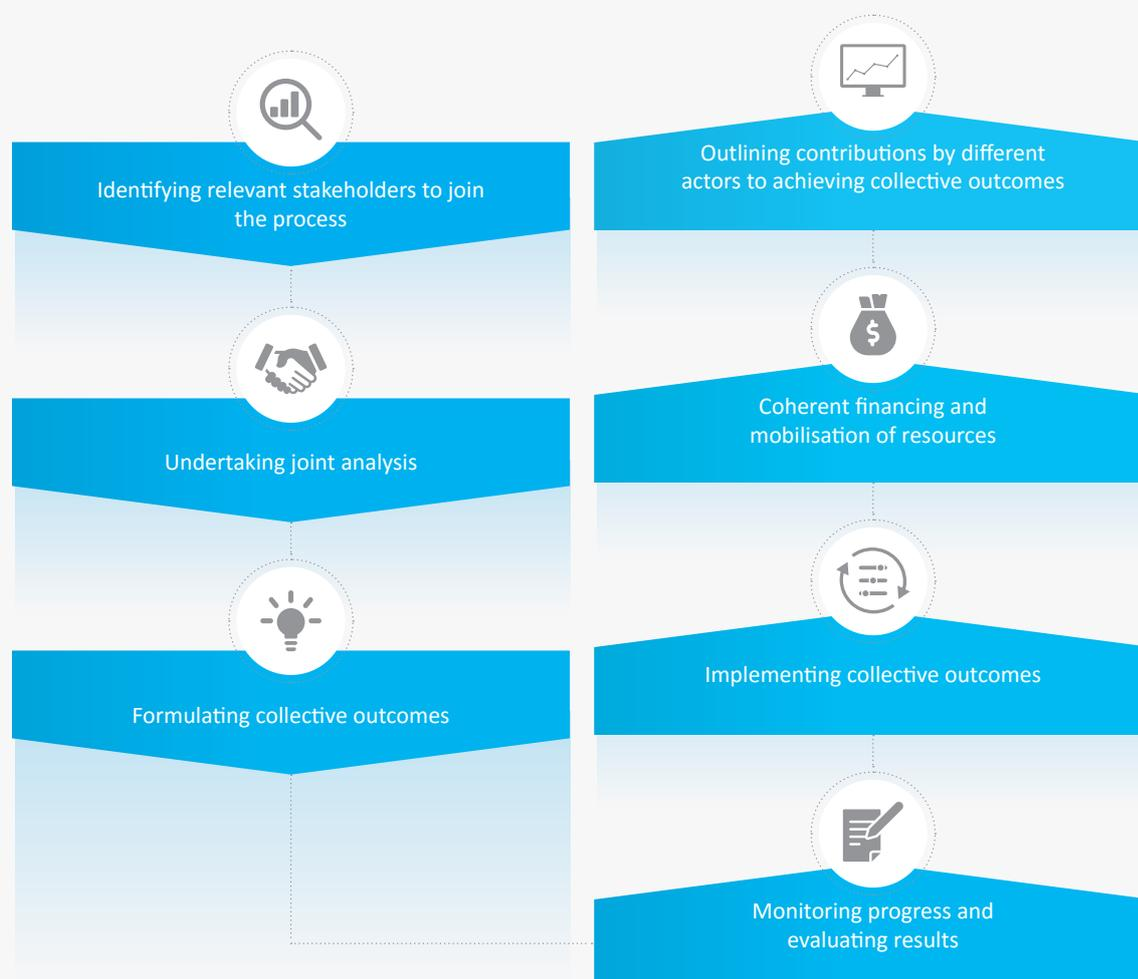 Identifying relevant stakeholders to join
the process
Undertaking joint analysis
Formulating collective outcomes
Outlining contributions by different
actors to achieving collective outcomes
$
Coherent financing and
mobilisation of resources
Implementing collective outcomes
Monitoring progress and
evaluating results